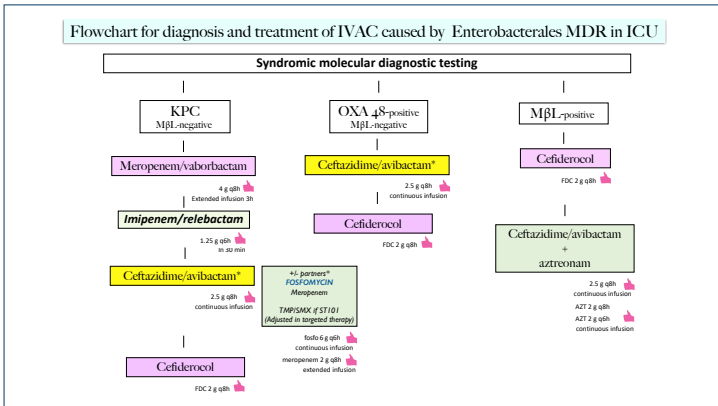 Flowchart for diagnosis and treatment of IVAC caused by Enterobacterales MDR in ICU
Syndromic molecular diagnostic testing
KPC
MβL-negative
Meropenem/vaborbactam
4 g q8h
Extended infusion 3h
Imipenem/relebactam
1.25 g q6h
In 30 min
Ceftazidime/avibactam*
2.5 g q8h
continuous infusion
Cefiderocol
FDC 2 g q8h
+/- partners*
FOSFOMYCIN
Meropenem
TMP/SMX if ST101
(Adjusted in targeted therapy)
fosfo 6 g q6h
continuous infusion
meropenem 2 g q8h
extended infusion
OXA 48-positive
MβL-negative
Ceftazidime/avibactam*
2.5 g q8h
continuous infusion
Cefiderocol
FDC 2 g q8h
MβL-positive
Cefiderocol
FDC 2 g q8h
Ceftazidime/avibactam
+
aztreonam
2.5 g q8h
continuous infusion
AZT 2 g q8h
AZT 2 g q6h
continuous infusion